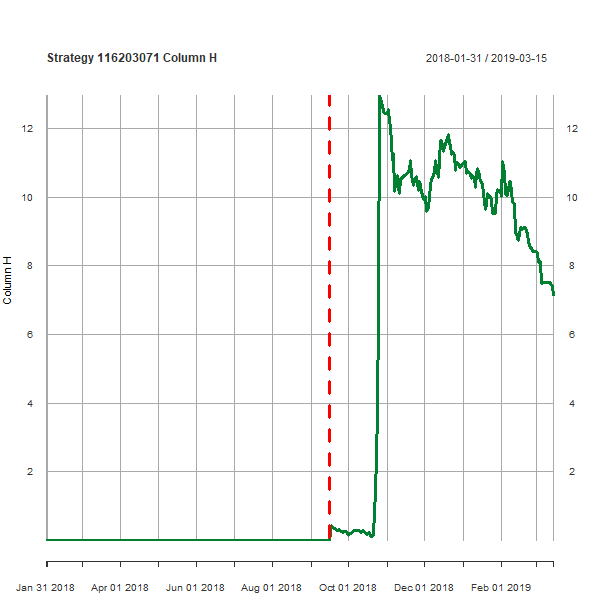 Strategy 116203071 Column H
2018-01-31 / 2019-03-15
12
12
10
10
8
8
Column H
6
6
4
4
2
2
Jan 31 2018
Apr 01 2018
Jun 01 2018
Aug 01 2018
Oct 01 2018
Dec 01 2018
Feb 01 2019